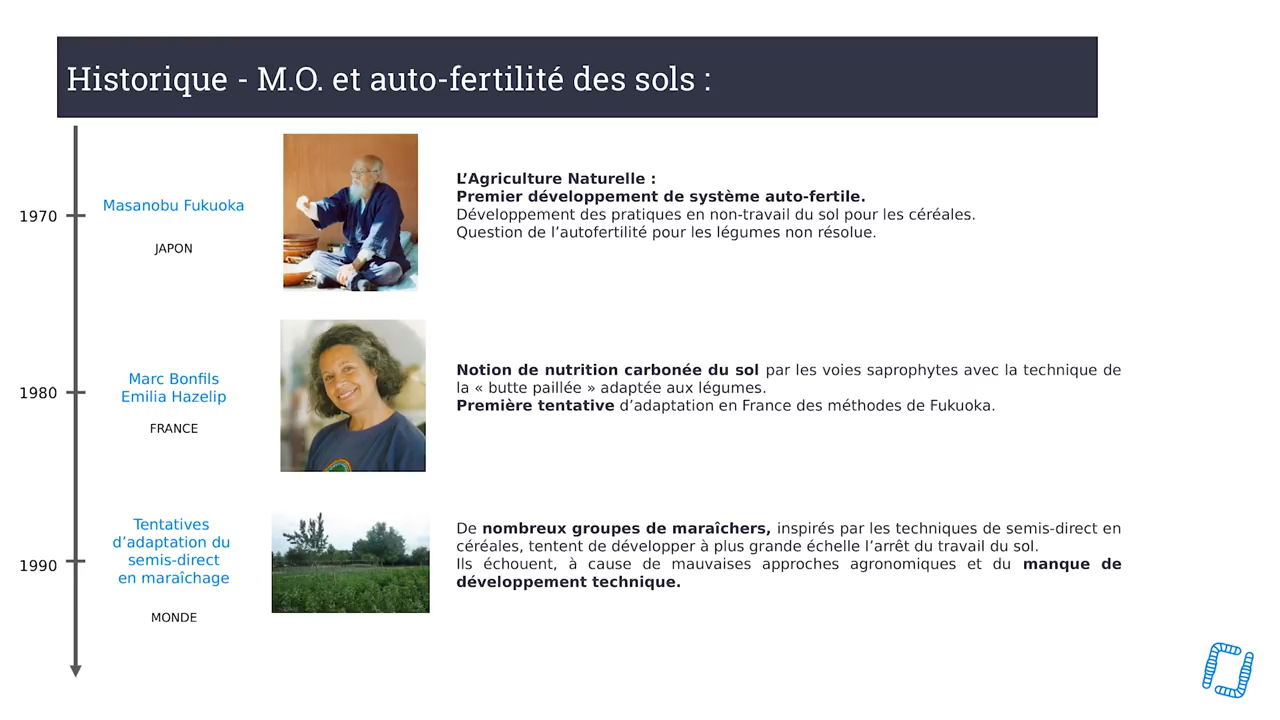 Historique - M.O. et auto-fertilité des sols :
1970
Masanobu Fukuoka
JAPON
L’Agriculture Naturelle :
Premier développement de système auto-fertile.
Développement des pratiques en non-travail du sol pour les céréales.
Question de l’autofertilité pour les légumes non résolue.
1980
Marc Bonfils
Emilia Hazelip
FRANCE
Notion de nutrition carbonée du sol par les voies saprophytes avec la technique de
la « butte paillée » adaptée aux légumes.
Première tentative d’adaptation en France des méthodes de Fukuoka.
1990
Tentatives
d’adaptation du
semis-direct
en maraîchage
MONDE
De nombreux groupes de maraîchers, inspirés par les techniques de semis-direct en
céréales, tentent de développer à plus grande échelle l’arrêt du travail du sol.
Ils échouent, à cause de mauvaises approches agronomiques et du manque de
développement technique.